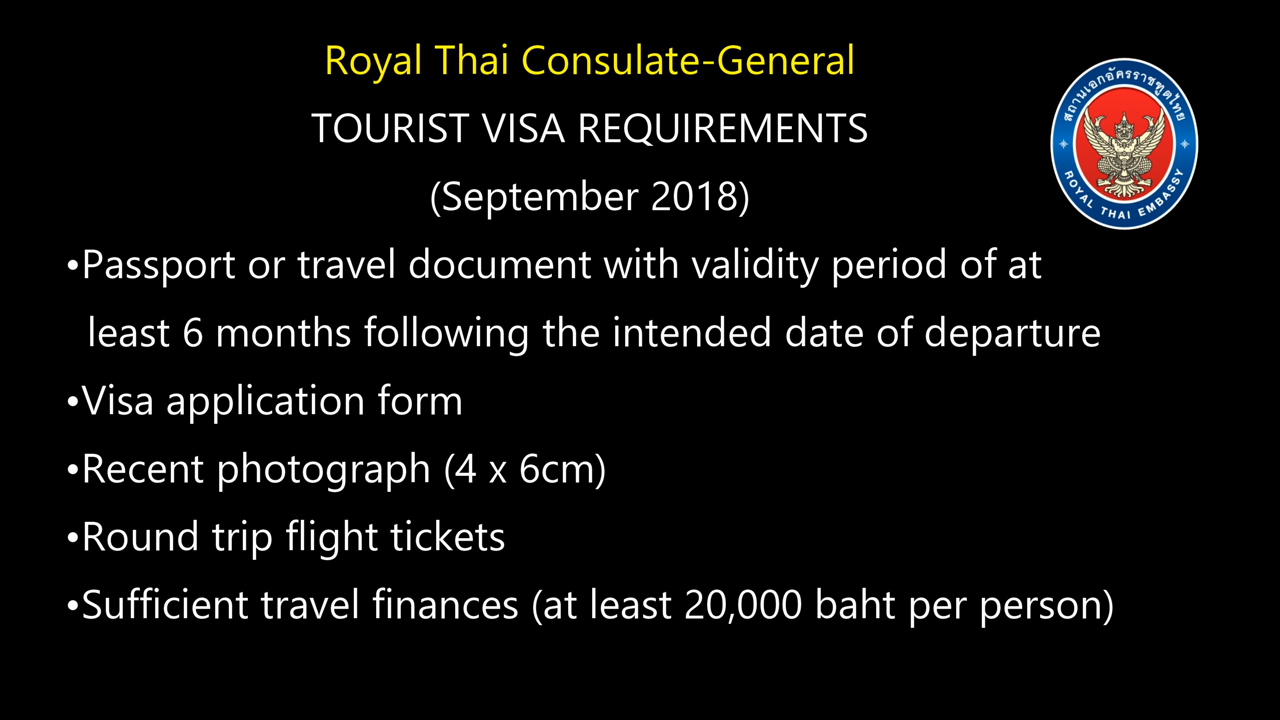 Royal Thai Consulate-General
TOURIST VISA REQUIREMENTS
(September 2018)
สถานเอกอัครราชทูตไทย
ROYAL THAI EMBASSY
•Passport or travel document with validity period of at
least 6 months following the intended date of departure
•Visa application form
•Recent photograph (4 x 6cm)
•Round trip flight tickets
•Sufficient travel finances (at least 20,000 baht per person)